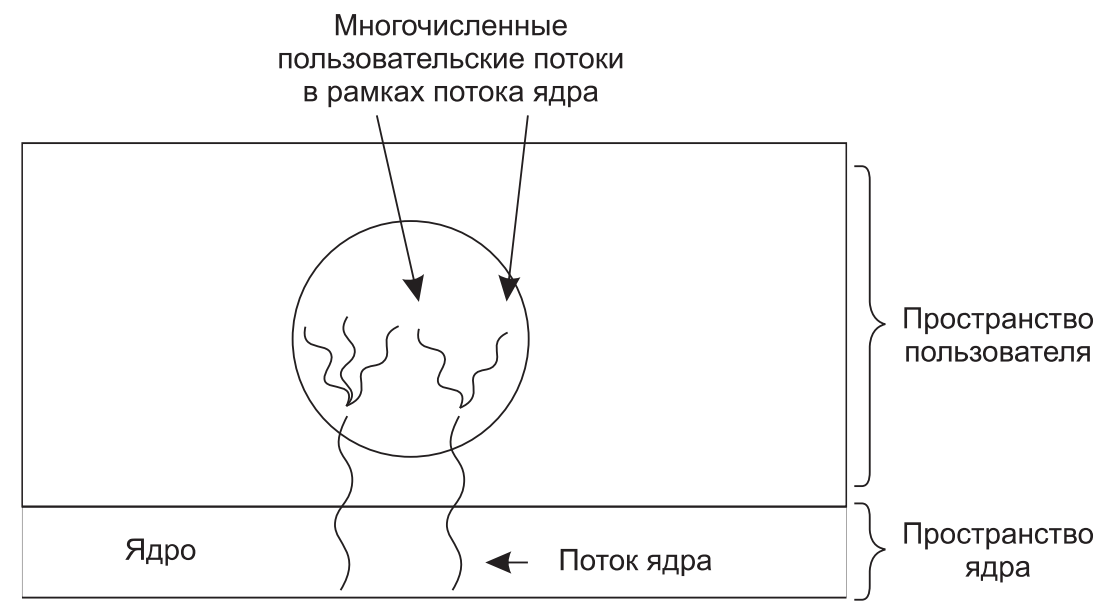 Многочисленные
пользовательские потоки
в рамках потока ядра
Пространство
пользователя
Ядро
Поток ядра
Пространство
ядра